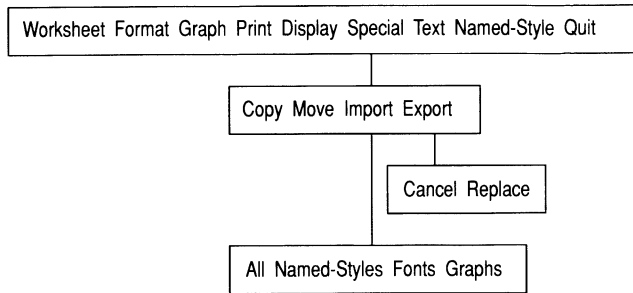 Worksheet Format Graph Print Display Special Text Named-Style Quit
Copy Move Import Export
Cancel Replace
All Named-Styles Fonts Graphs